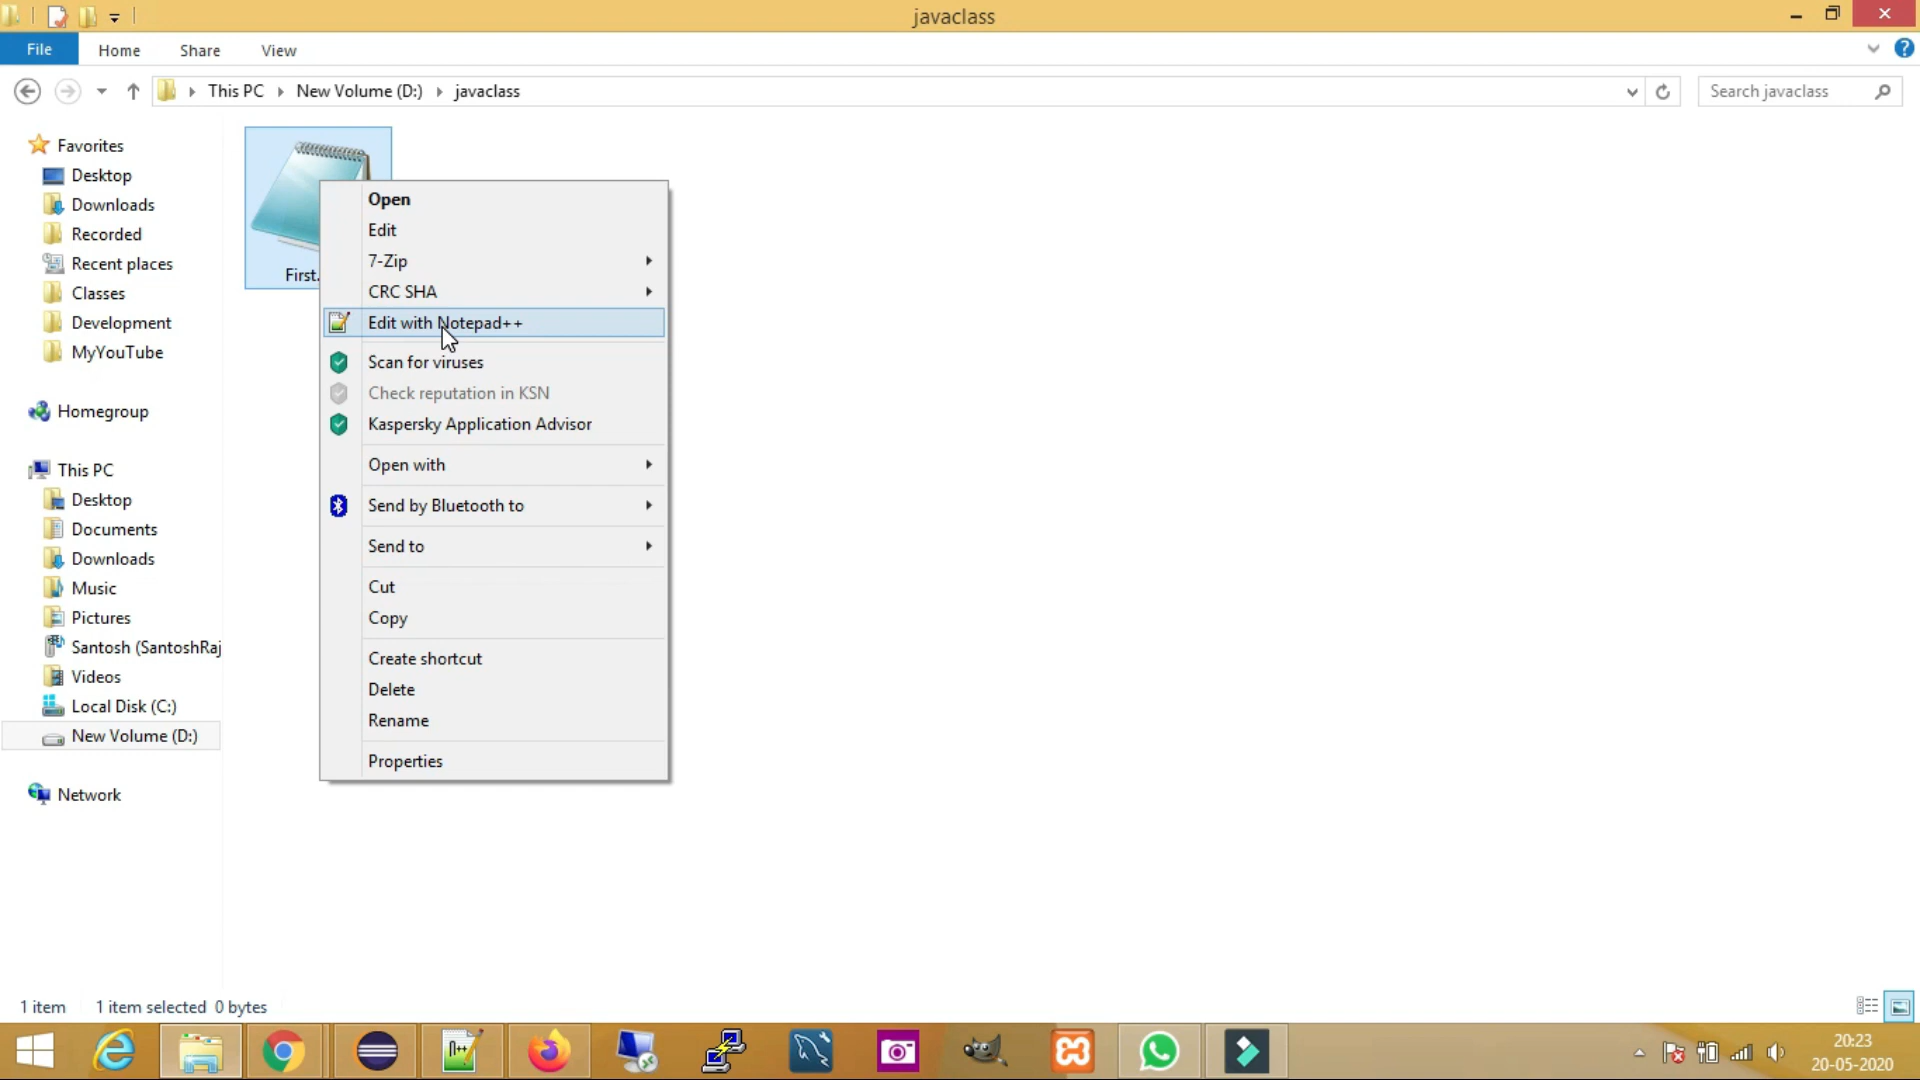 javaclass
File Home Share View
This PC New Volume (D:) javaclass Search javaclass
Favorites
Desktop
Downloads
Recorded
Recent places
Classes
Development
MyYouTube
Homegroup
This PC
Desktop
Documents
Downloads
Music
Pictures
Santosh (SantoshRaj
Videos
Local Disk (C:)
New Volume (D:)
Network
First.
Open
Edit
7-Zip
CRC SHA
Edit with Notepad++
Scan for viruses
Check reputation in KSN
Kaspersky Application Advisor
Open with
Send by Bluetooth to
Send to
Cut
Copy
Create shortcut
Delete
Rename
Properties
1 item 1 item selected 0 bytes
20:23
20-05-2020